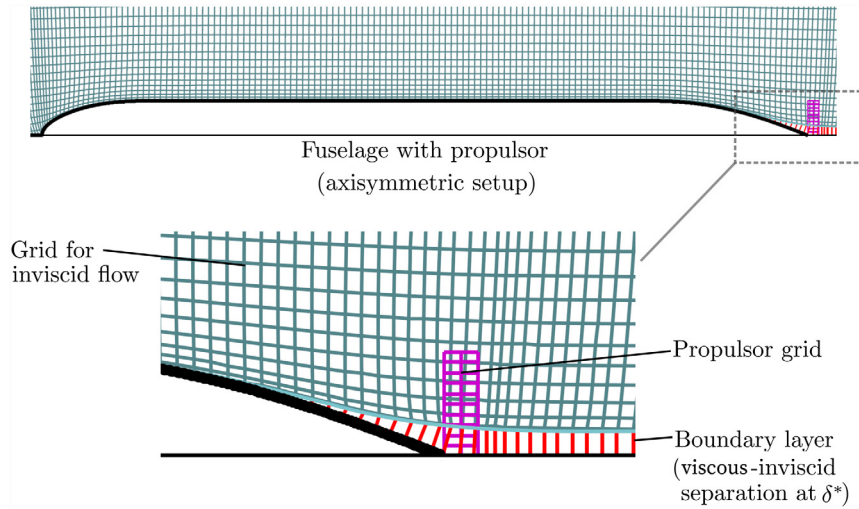 Fuselage with propulsor
(axisymmetric setup)
Grid for
inviscid flow
Propulsor grid
Boundary layer
(viscous-inviscid
separation at δ*)